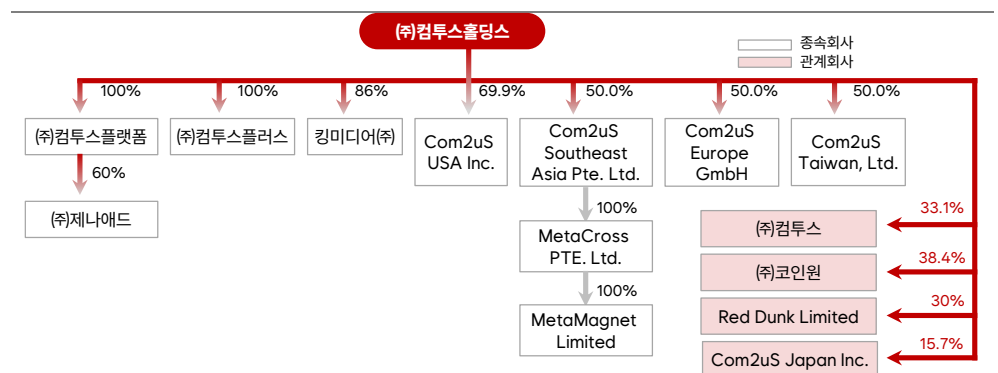 ㈜컴투스홀딩스
종속회사
관계회사
100%
100%
86%
69.9%
50.0%
50.0%
50.0%
㈜컴투스플랫폼
㈜컴투스플러스
킹미디어㈜
Com2uS
USA Inc.
Com2uS
Southeast
Asia Pte. Ltd.
Com2uS
Europe
GmbH
Com2uS
Taiwan, Ltd.
60%
㈜제나애드
100%
MetaCross
PTE. Ltd.
100%
MetaMagnet
Limited
33.1%
㈜컴투스
38.4%
㈜코인원
30%
Red Dunk Limited
15.7%
Com2uS Japan Inc.